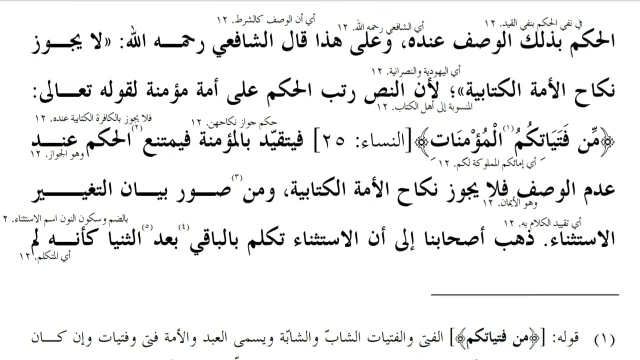 في نفي الحكم بنفي القيد. ١٢ أي الشافعي رحمه الله. ١٢ أي أن الوصف كالشرط. ١٢
الحكم بذلك الوصف عنده، وعلى هذا قال الشافعي رحمه الله: «لا يجوز
أي اليهودية والنصرانية. ١٢
نكاح الأمة الكتابية»؛ لأن النص رتب الحكم على أمة مؤمنة لقوله تعالى:
المنسوبة إلى أهل الكتاب. ١٢
حكم جواز نكاحهن. ١٢ فلا يجوز بالكافرة الكتابية عنده. ١٢
﴿مِّن فَتَيَاتِكُمُ(١) الْمُؤْمِنَاتِ﴾ [النساء: ٢٥] فيتقيّد بالمؤمنة فيمتنع(٢) الحكم عند
أي إمائكم المملوكة لكم. ١٢ وهو الجواز. ١٢
عدم الوصف فلا يجوز نكاح الأمة الكتابية، ومن(٣) صور بيان التغيير
وهو الأيمان. ١٢
أي تقييد الكلام به. ١٢ بالضم وسكون النون اسم الاستثناء. ٢
الاستثناء. ذهب أصحابنا إلى أن الاستثناء تكلم بالباقي(٤) بعد الثنيا(٥) كأنه لم
أي المتكلم. ١٢
(١) قوله: [﴿من فتياتكم﴾] الفتى والفتيات الشابّ والشابّة ويسمى العبد والأمة فتى وفتيات وإن كان